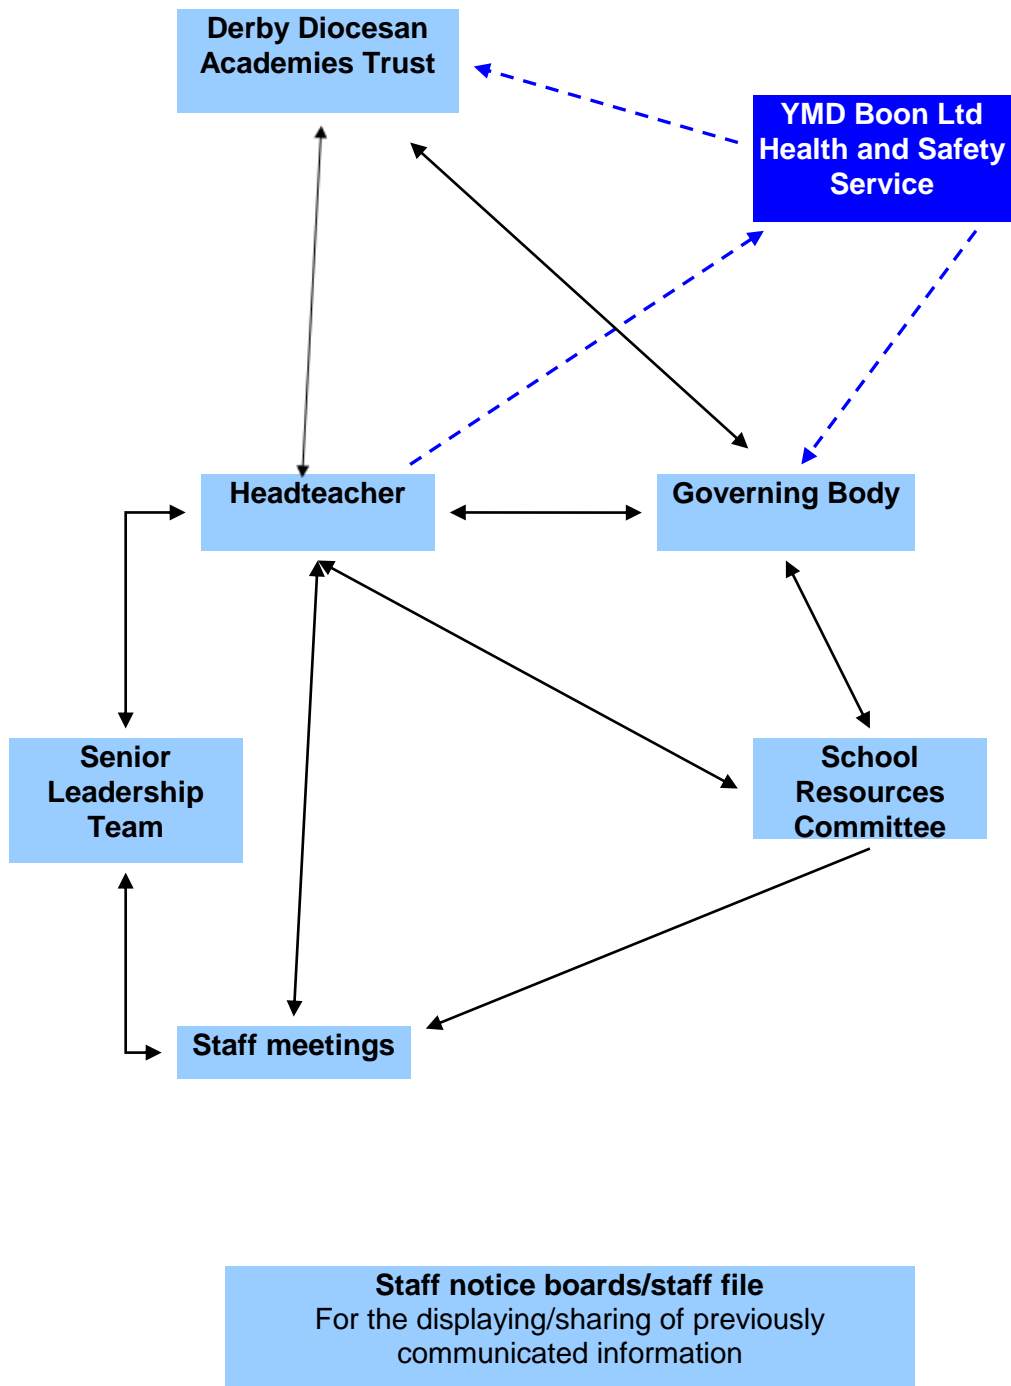 Derby Diocesan
Academies Trust
YMD Boon Ltd
Health and Safety
Service
Headteacher
Governing Body
Senior
Leadership
Team
School
Resources
Committee
Staff meetings
Staff notice boards/staff file
For the displaying/sharing of previously
communicated information